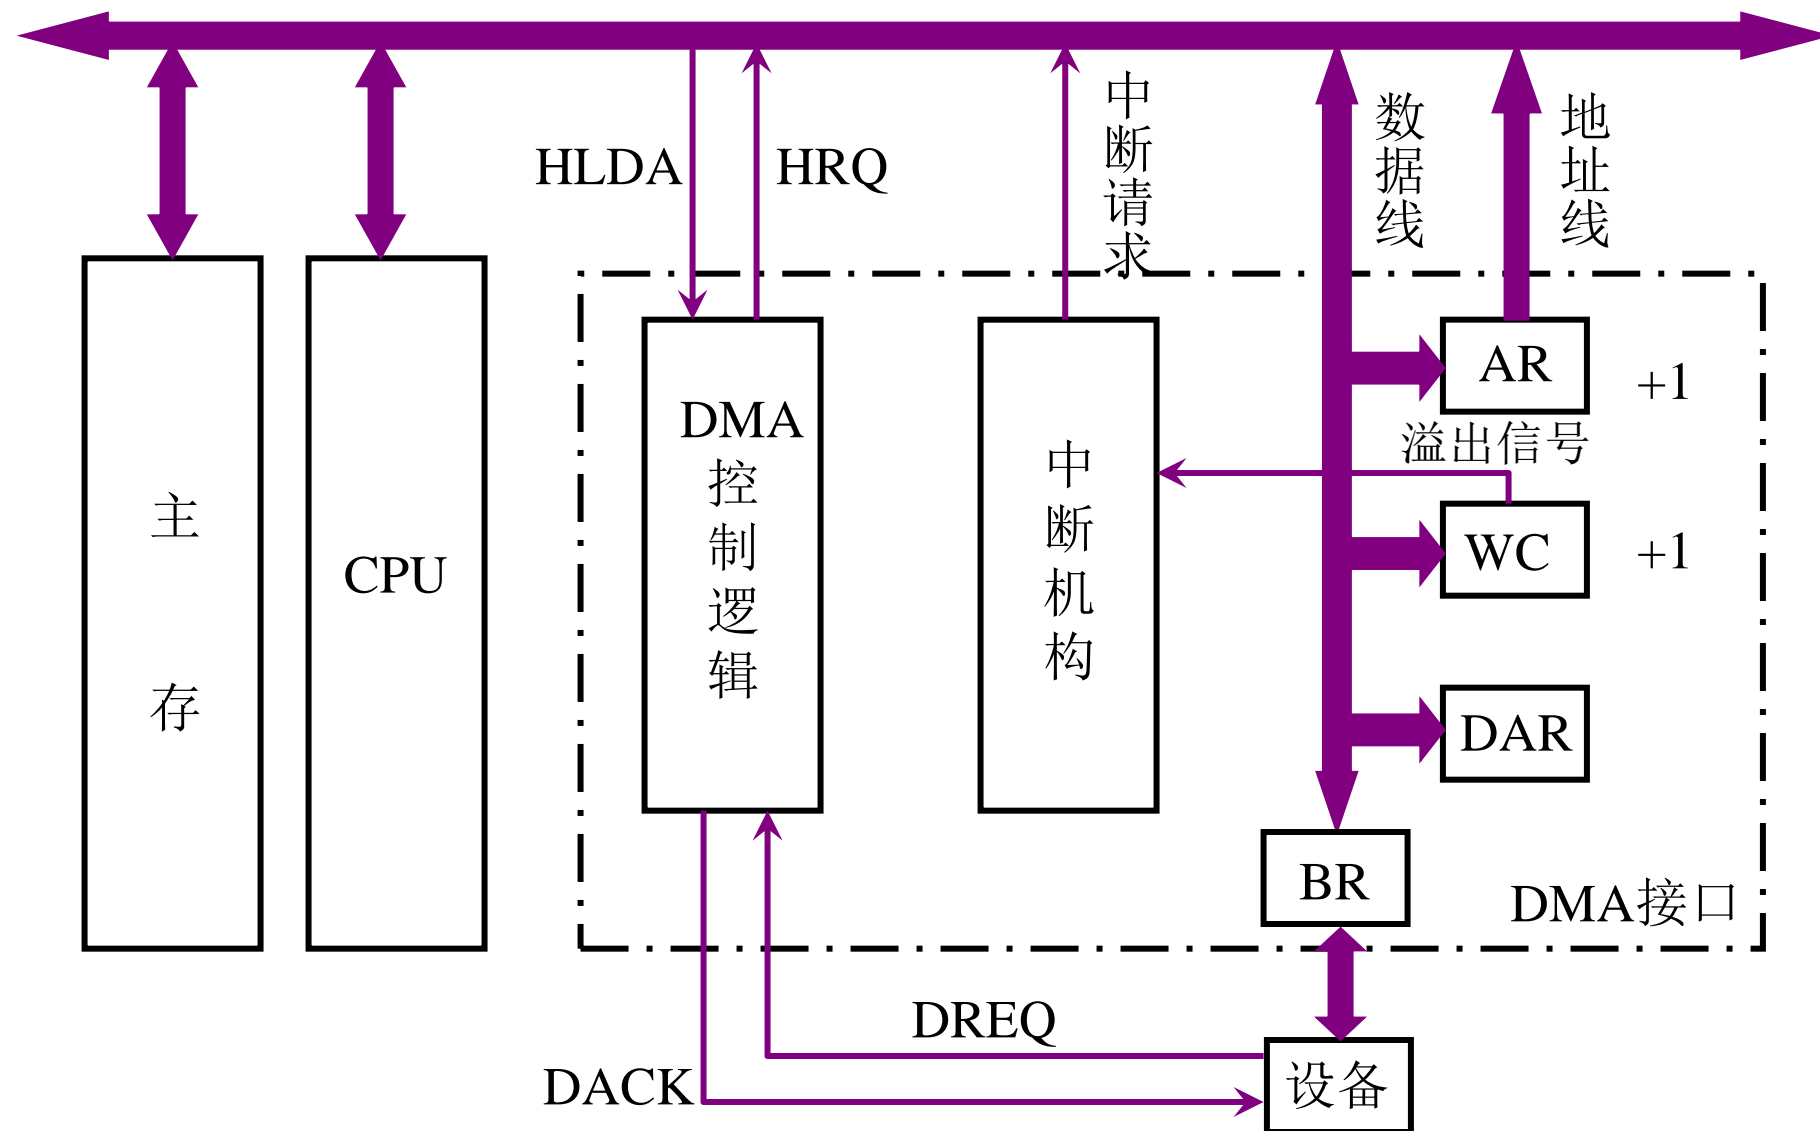 HLDA
HRQ
中断请求
数据线
地址线
主存
CPU
DMA
控制逻辑
中断机构
AR
+1
溢出信号
WC
+1
DAR
BR
DMA接口
DREQ
DACK
设备